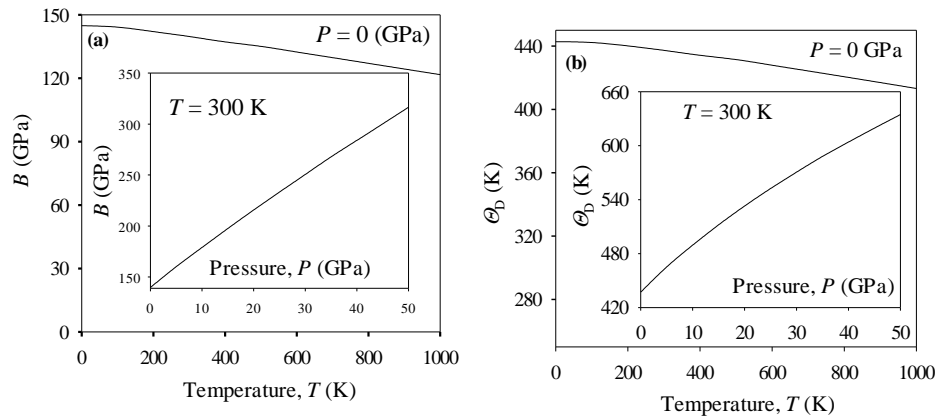 150
120
90
60
30
0
B (GPa)
(a)
P = 0 (GPa)
350
300
250
200
150
B (GPa)
T = 300 K
Pressure, P (GPa)
0 10 20 30 40 50
0 200 400 600 800 1000
Temperature, T (K)
440
400
360
320
280
Θ_D (K)
(b)
P = 0 GPa
660
600
540
480
420
Θ_D (K)
T = 300 K
Pressure, P (GPa)
0 10 20 30 40 50
0 200 400 600 800 1000
Temperature, T (K)